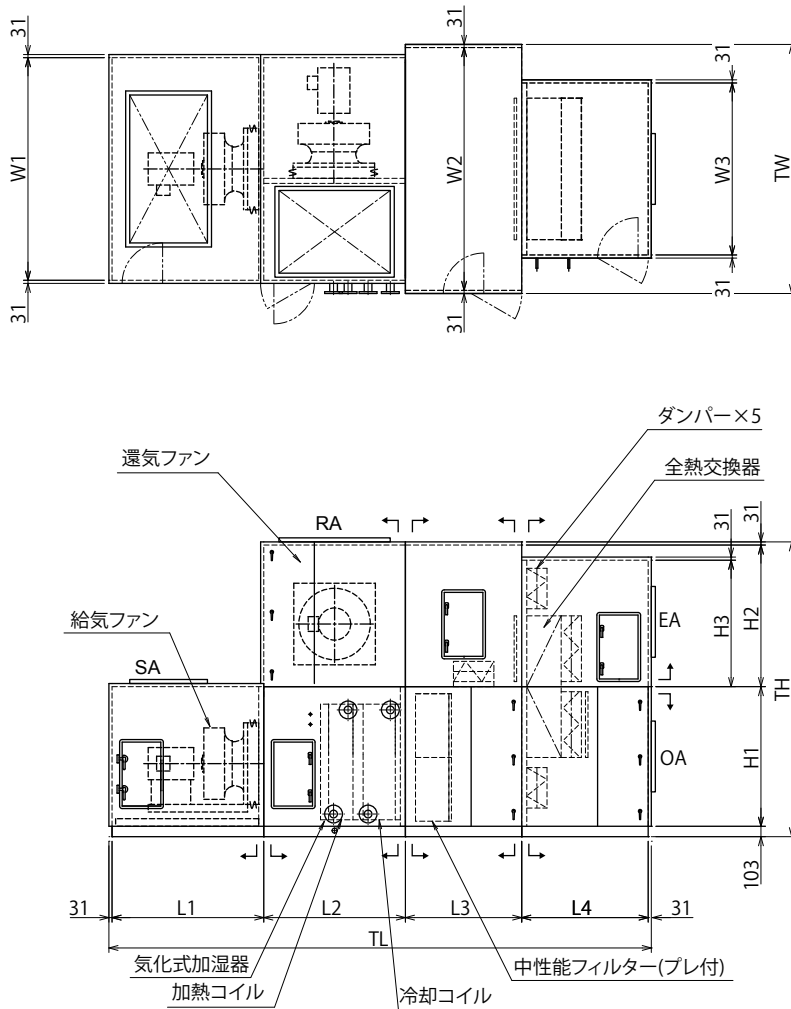 31
31
31
W1
W2
W3
TW
31
31
31
ダンパー×5
全熱交換器
還気ファン
RA
31
31
給気ファン
SA
EA
H3
H2
TH
OA
H1
103
31
L1
L2
L3
L4
31
TL
気化式加湿器
加熱コイル
冷却コイル
中性能フィルター(プレ付)